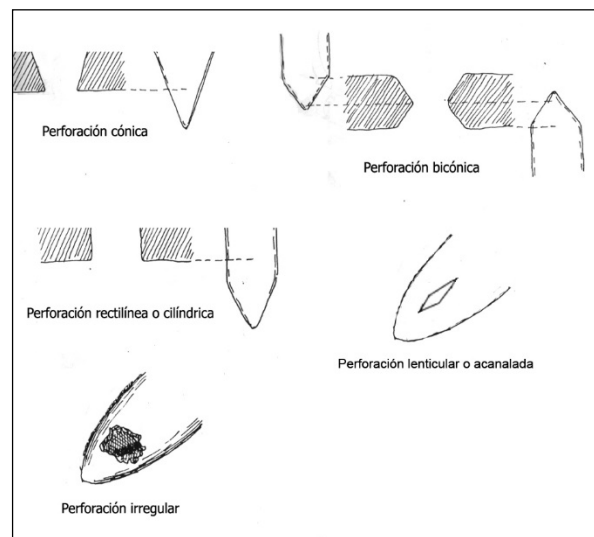 Perforación cónica
Perforación bicónica
Perforación rectilínea o cilíndrica
Perforación lenticular o acanalada
Perforación irregular